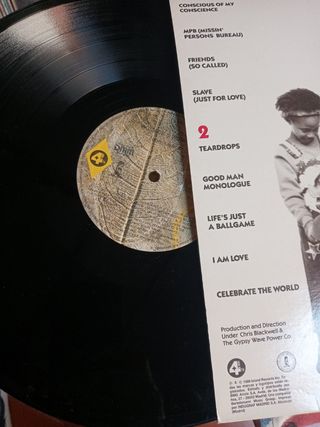 CONSCIOUS OF MY
CONSCIENCE
MPB (MISSIN'
PERSONS BUREAU)
FRIENDS
(SO CALLED)
SLAVE
(JUST FOR LOVE)
2
TEARDROPS
GOOD MAN
MONOLOGUE
LIFE'S JUST
A BALLGAME
I AM LOVE
CELEBRATE THE WORLD
Production and Direction
Under Chris Blackwell &
The Gypsy Wave Power Co.
4
4